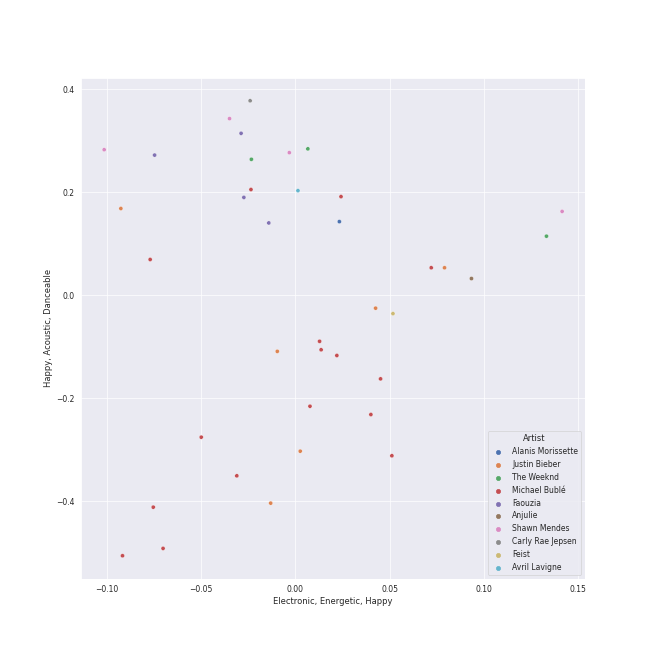 0.4
0.2
0.0
−0.2
−0.4
Happy, Acoustic, Danceable
−0.10
−0.05
0.00
0.05
0.10
0.15
Electronic, Energetic, Happy
Artist
Alanis Morissette
Justin Bieber
The Weeknd
Michael Bublé
Faouzia
Anjulie
Shawn Mendes
Carly Rae Jepsen
Feist
Avril Lavigne